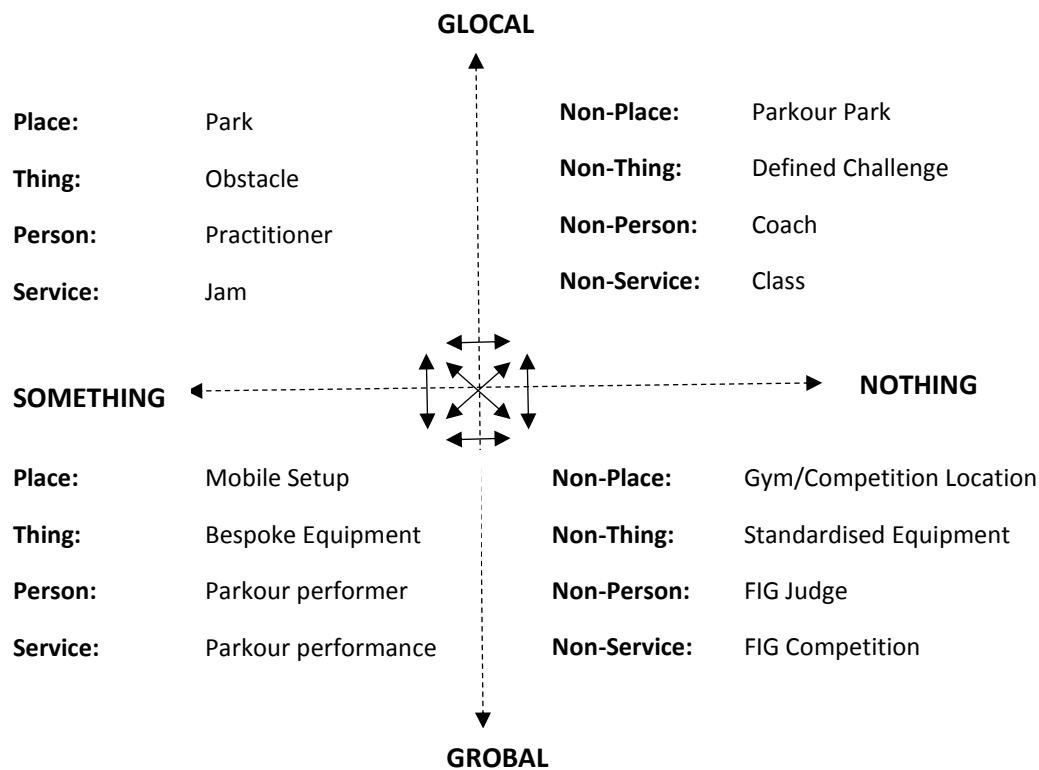 GLOCAL
Place: Park
Thing: Obstacle
Person: Practitioner
Service: Jam
Non-Place: Parkour Park
Non-Thing: Defined Challenge
Non-Person: Coach
Non-Service: Class
SOMETHING
NOTHING
Place: Mobile Setup
Thing: Bespoke Equipment
Person: Parkour performer
Service: Parkour performance
Non-Place: Gym/Competition Location
Non-Thing: Standardised Equipment
Non-Person: FIG Judge
Non-Service: FIG Competition
GROBAL